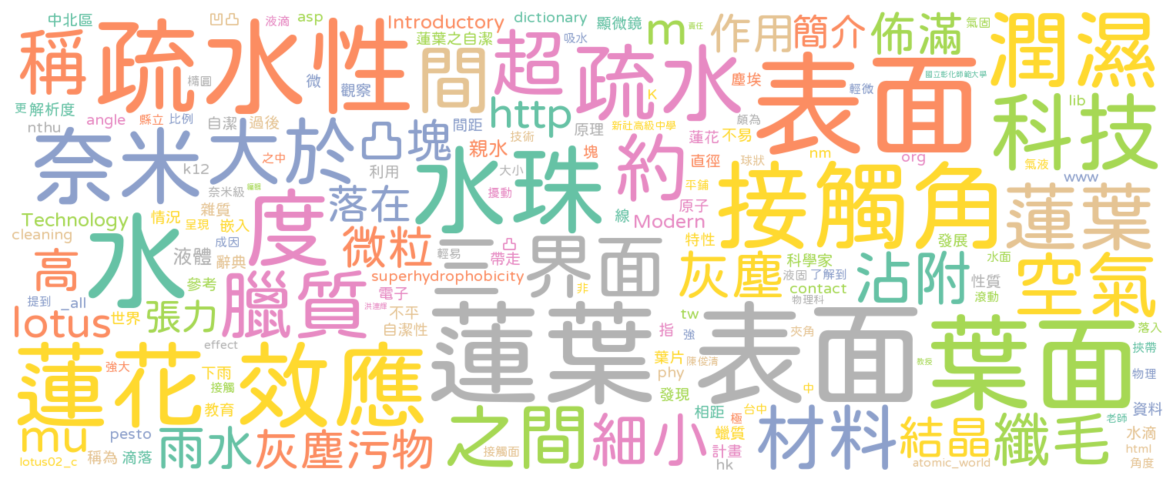 中北區 凹凸 液滴 asp Introductory dictionary 顯微鏡 m 作用 簡介 佈滿 氣固 潤濕
稱 疏水性 間 蓮葉之自潔 吸水 超 疏水 責任 塵埃 表面 國立彰化師範大學
橢圓 微 觀察 K 輕微 科技 lib
更 解析度 http 頗為
nthu 縣立 比例 angle 自潔 過後 間距 技術 原理 新社高級中學 蓮花 不易
奈米 大於 凸塊 親水 塊 約 直徑 nm org 氣液
k12 之中 利用 水珠 大小 平鋪 球狀 接觸角 www
奈米級 落在 擾動 原子 蓮葉
Technology 情況 雜質 呈現 嵌入 度 線 Modern
cleaning 水 成因 微粒 凸 特性 發展 水面
高 液體 辭典 輕易 帶走 三 界面 灰塵 科學家 沾附 空氣
參考 superhydrophobicity 非 液固 了解到 性質
提到 _all 臘質 電子 洪連輝 contact 物理科 滾動
lotus 世界 張力 不平 自潔性 蓮葉 表面 指 tw 強 夾角 葉面 落入
effect 葉片 陳俊清 挾帶
蓮花 效應 強大 下雨 接觸 phy 教授 物理
教育 發現 中
mu pesto 雨水 灰塵污物 之間 細小 相距 極 台中 材料 結晶 纖毛 老師 資料
稱為 滴落 接觸面 蠟質 計畫 水滴
lotus02_c hk atomic_world html 角度